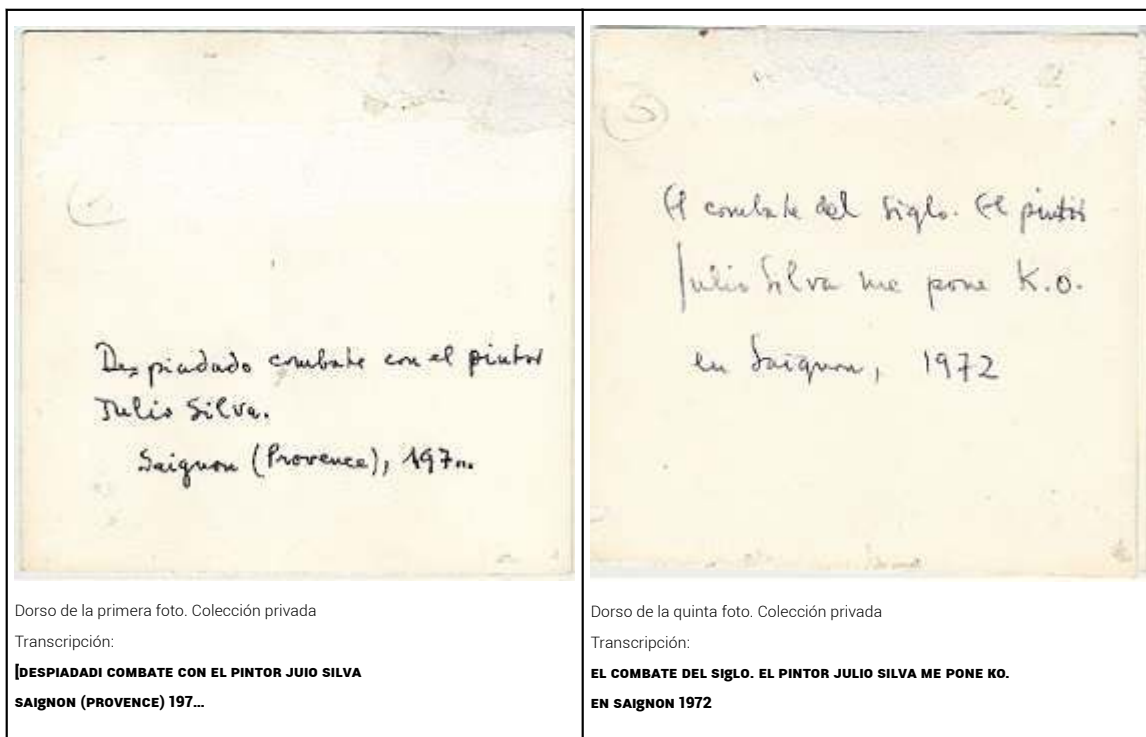 Despiadado combate con el pintor
Julio Silva.
Saignon (Provence), 197...
Dorso de la primera foto. Colección privada
Transcripción:
[DESPIADADI COMBATE CON EL PINTOR JUIO SILVA
SAIgNON (PROVENCE) 197...
5
El combate del siglo. El pintor
Julio Silva me pone K.O.
en Saignon, 1972
Dorso de la quinta foto. Colección privada
Transcripción:
EL COMBATE DEL SIgLO. EL PINTOR JULIO SILVA ME PONE KO.
EN SAIgNON 1972